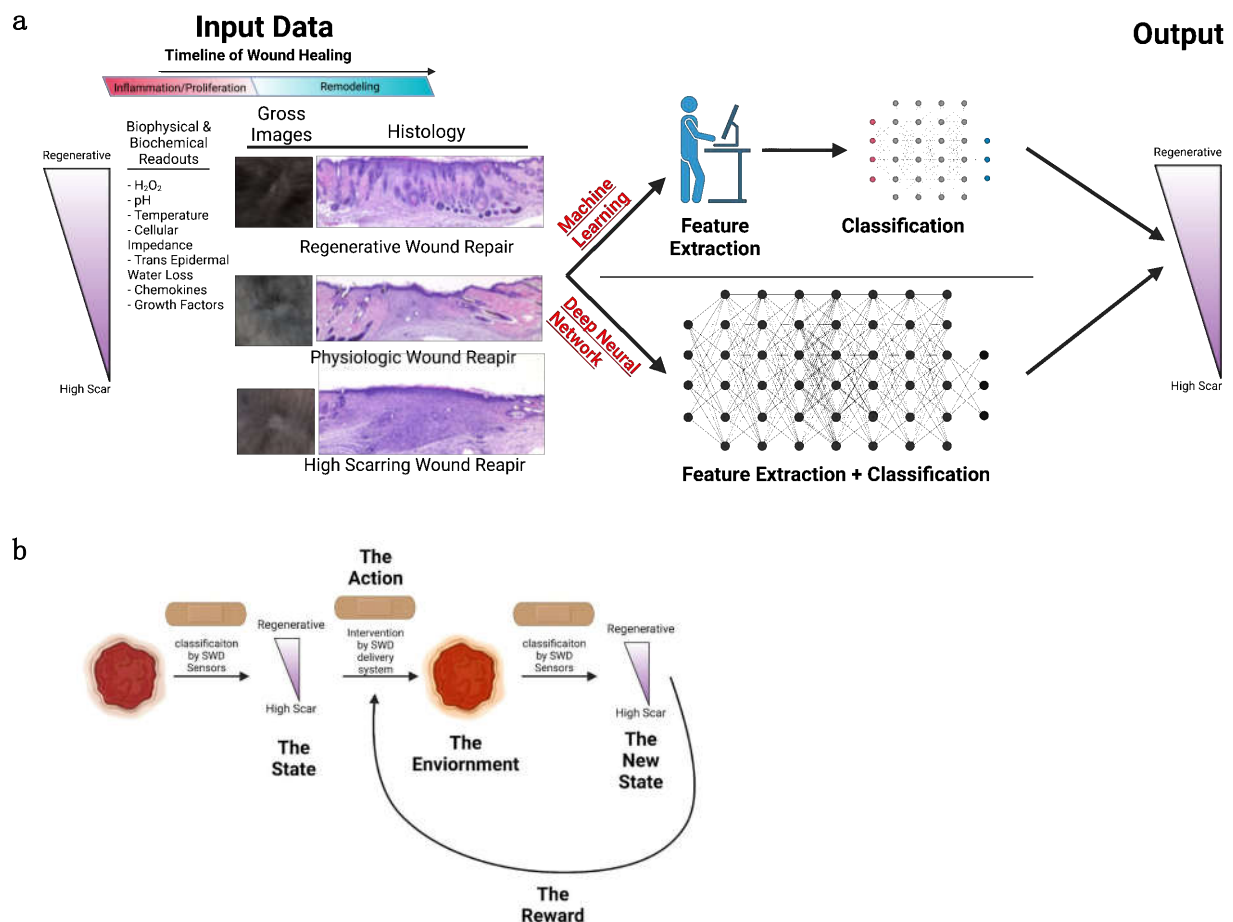 a
Input Data
Timeline of Wound Healing
Inflammation/Proliferation
Remodeling
Regenerative
High Scar
Biophysical &
Biochemical
Readouts
- H₂O₂
- pH
- Temperature
- Cellular
Impedance
- Trans Epidermal
Water Loss
- Chemokines
- Growth Factors
Gross
Images
Histology
Regenerative Wound Repair
Physiologic Wound Reapir
High Scarring Wound Reapir
Machine
Learning
Deep Neural
Network
Feature
Extraction
Classification
Feature Extraction + Classification
Output
Regenerative
High Scar
b
classificaiton
by SWD
Sensors
Regenerative
High Scar
The
State
The
Action
Intervention
by SWD
delivery
system
The
Enviornment
classificaiton
by SWD
Sensors
Regenerative
High Scar
The
New
State
The
Reward